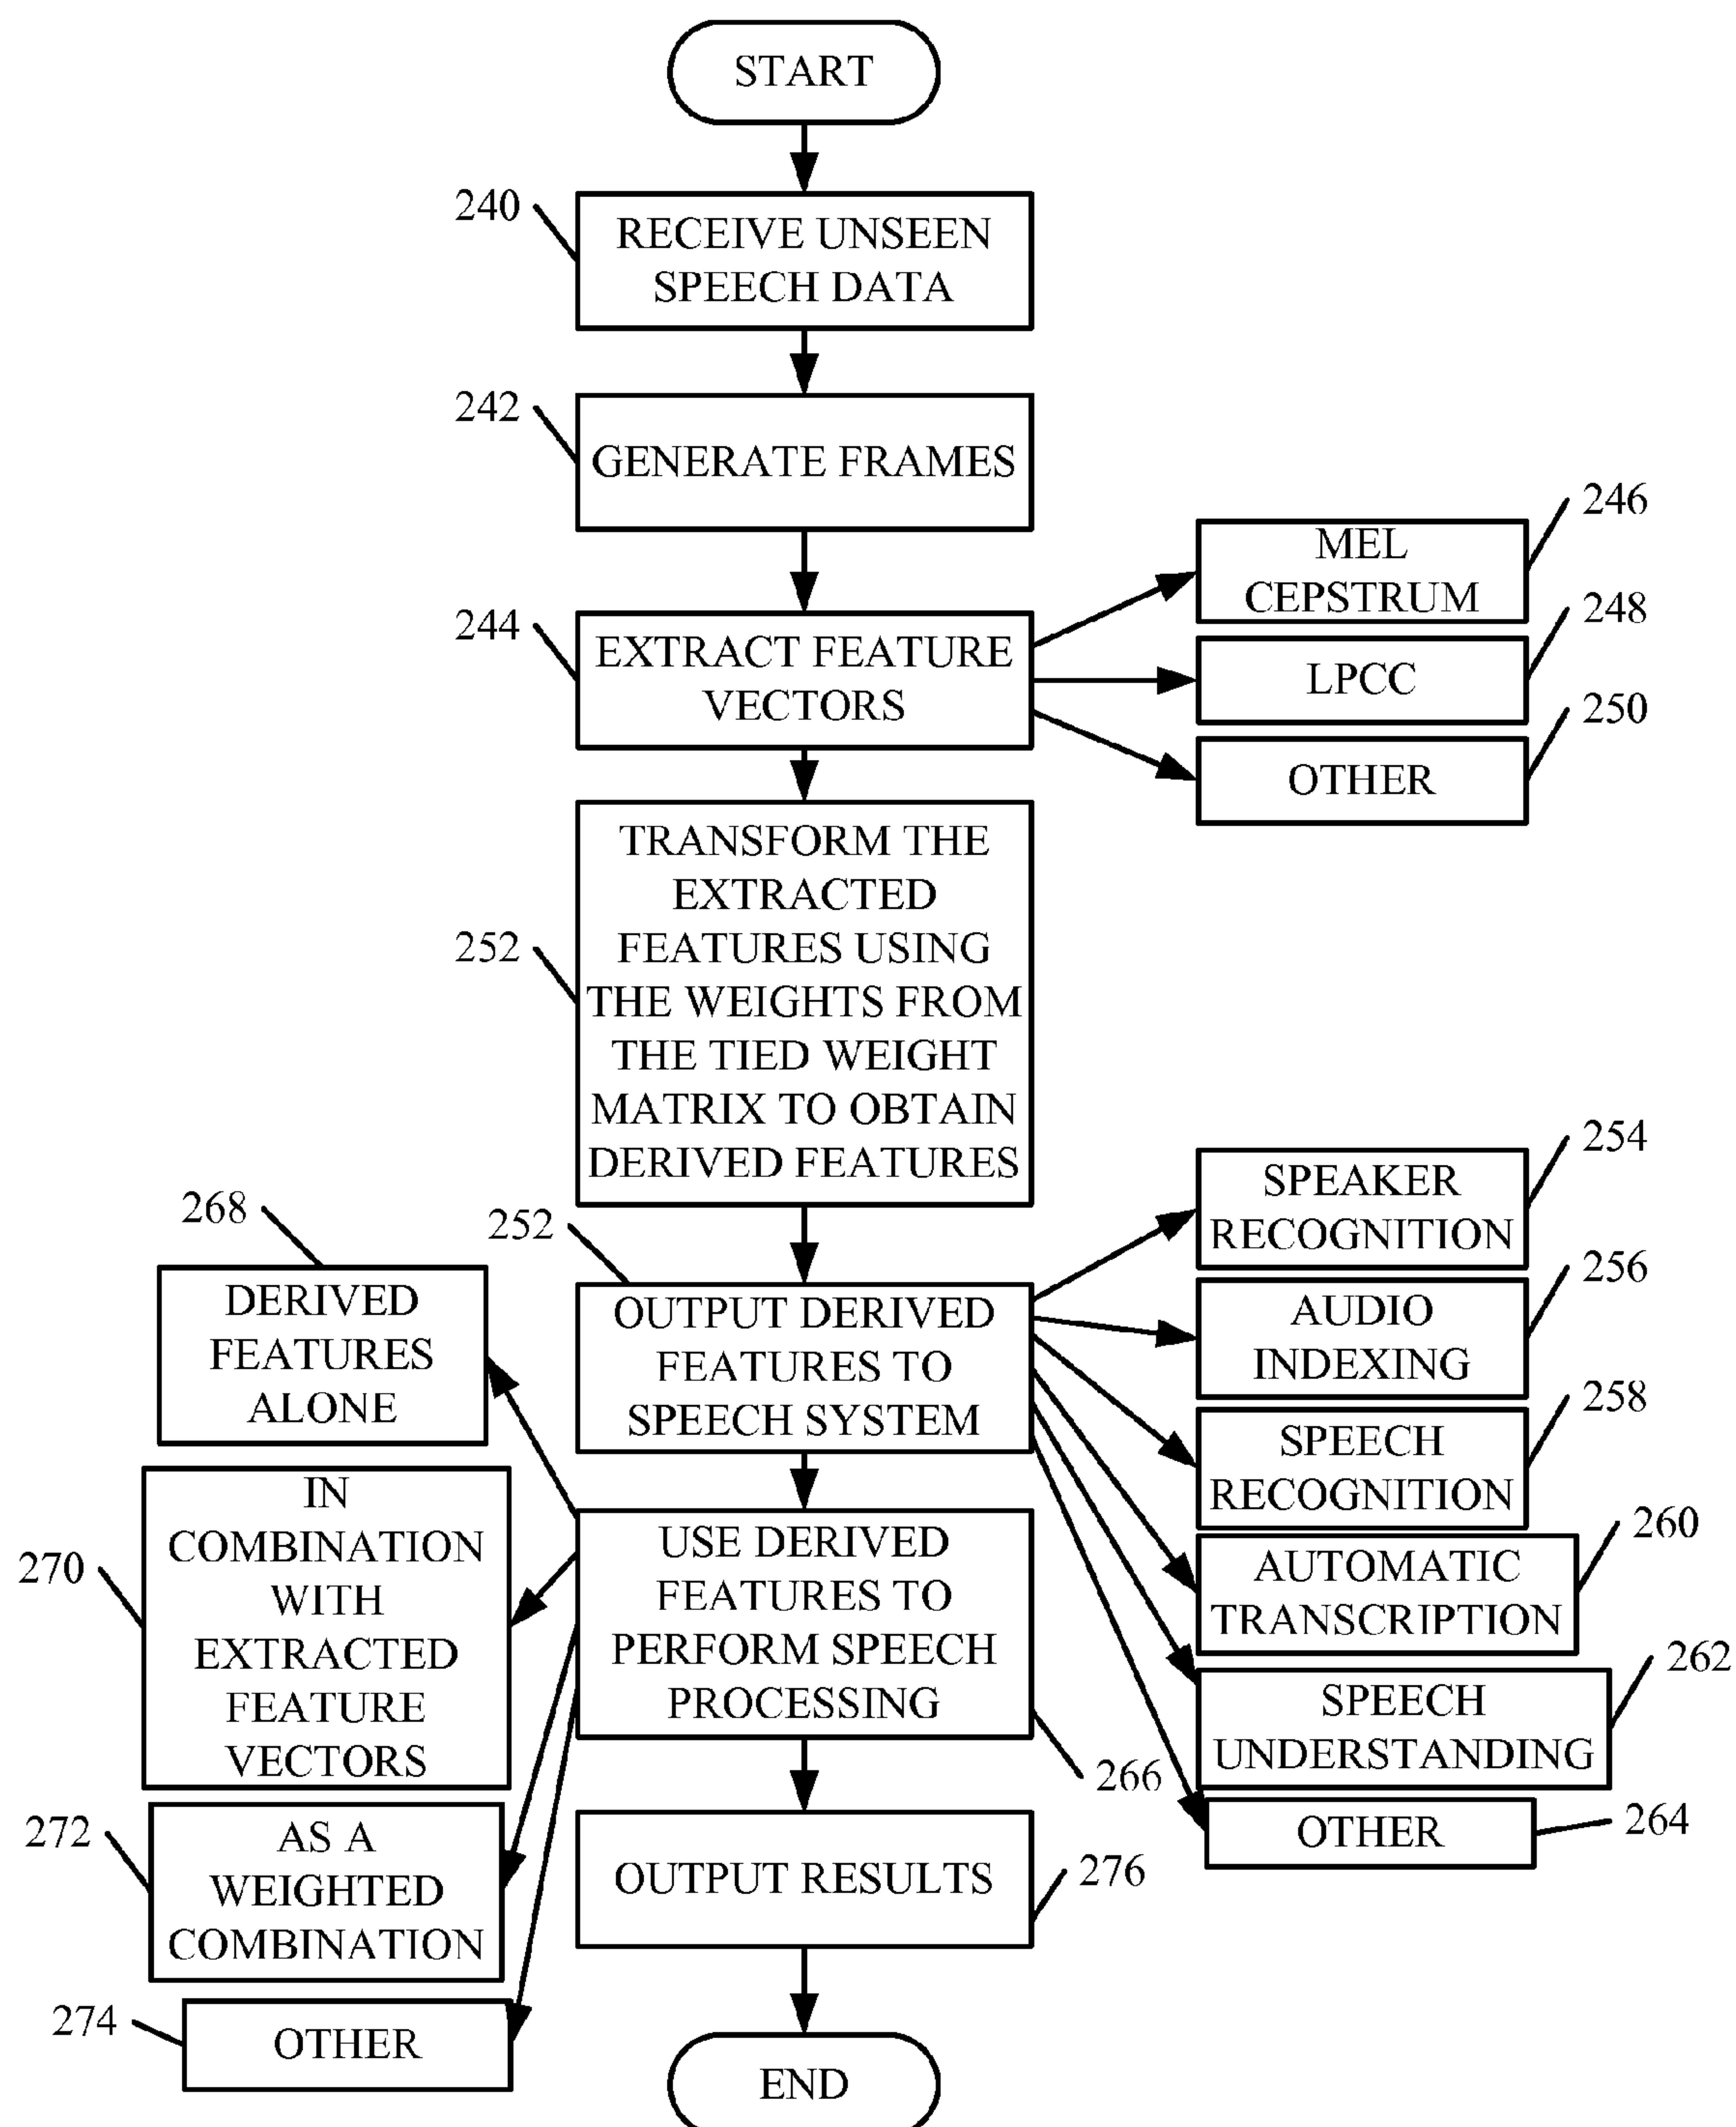 START
240
RECEIVE UNSEEN
SPEECH DATA
242
GENERATE FRAMES
244
EXTRACT FEATURE
VECTORS
246
MEL
CEPSTRUM
248
LPCC
250
OTHER
252
TRANSFORM THE
EXTRACTED
FEATURES USING
THE WEIGHTS FROM
THE TIED WEIGHT
MATRIX TO OBTAIN
DERIVED FEATURES
252
OUTPUT DERIVED
FEATURES TO
SPEECH SYSTEM
254
SPEAKER
RECOGNITION
256
AUDIO
INDEXING
258
SPEECH
RECOGNITION
260
AUTOMATIC
TRANSCRIPTION
262
SPEECH
UNDERSTANDING
264
OTHER
266
USE DERIVED
FEATURES TO
PERFORM SPEECH
PROCESSING
268
DERIVED
FEATURES
ALONE
270
IN
COMBINATION
WITH
EXTRACTED
FEATURE
VECTORS
272
AS A
WEIGHTED
COMBINATION
274
OTHER
276
OUTPUT RESULTS
END